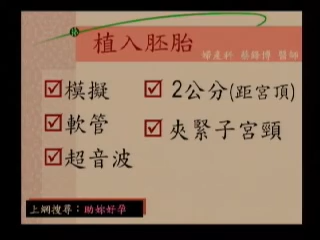 植入胚胎
婦產科 蔡鋒博 醫師
模擬
軟管
超音波
2公分(距宮頂)
夾緊子宮頸
上網搜尋：助妳好孕